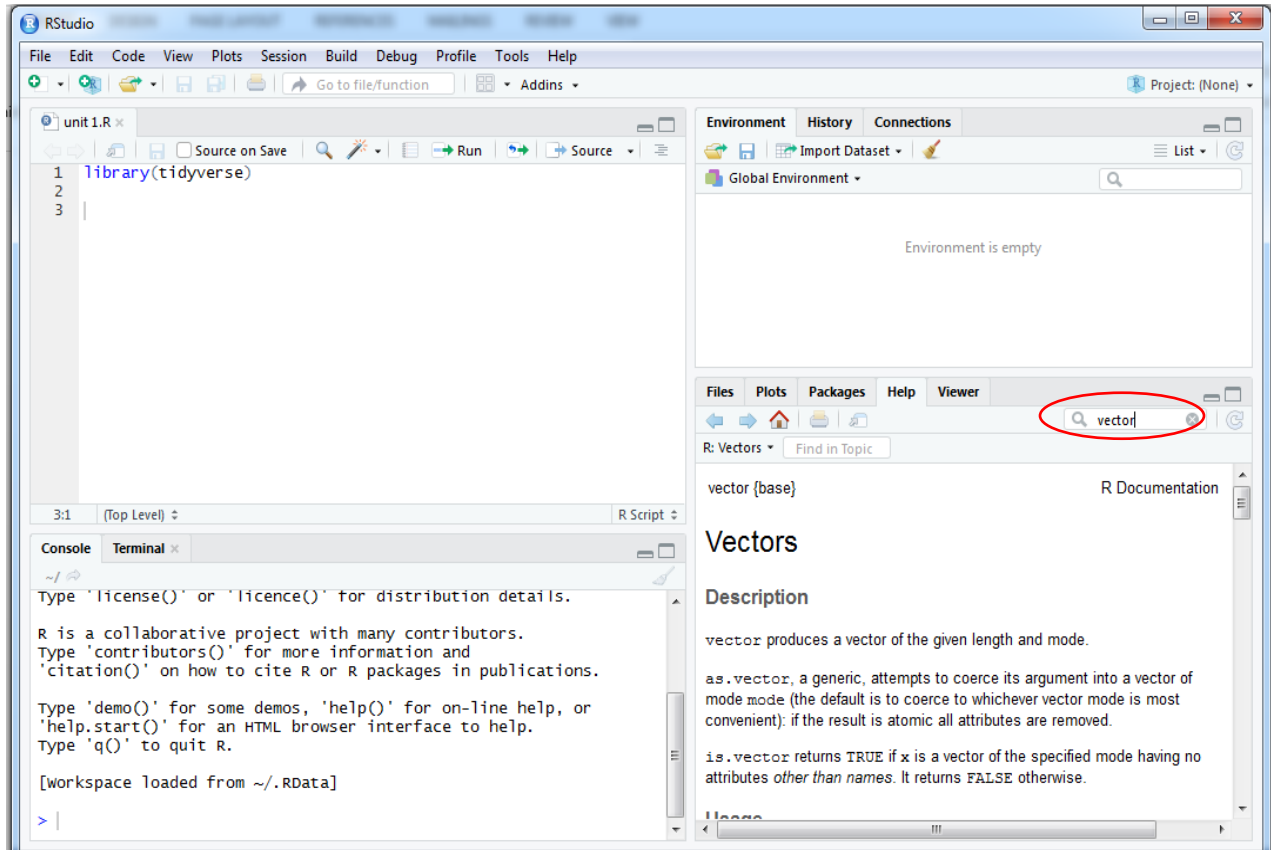 RStudio
File Edit Code View Plots Session Build Debug Profile Tools Help
Go to file/function Addins Project: (None)
unit 1.R
Source on Save Run Source
1 library(tidyverse)
2
3
3:1 (Top Level) R Script
Console Terminal
~/
Type 'license()' or 'licence()' for distribution details.
R is a collaborative project with many contributors.
Type 'contributors()' for more information and
'citation()' on how to cite R or R packages in publications.
Type 'demo()' for some demos, 'help()' for on-line help, or
'help.start()' for an HTML browser interface to help.
Type 'q()' to quit R.
[Workspace loaded from ~/.RData]
>
Environment History Connections
Import Dataset List
Global Environment
Environment is empty
Files Plots Packages Help Viewer
vector
R: Vectors Find in Topic
vector {base} R Documentation
Vectors
Description
vector produces a vector of the given length and mode.
as.vector, a generic, attempts to coerce its argument into a vector of
mode mode (the default is to coerce to whichever vector mode is most
convenient): if the result is atomic all attributes are removed.
is.vector returns TRUE if x is a vector of the specified mode having no
attributes other than names. It returns FALSE otherwise.
Usage